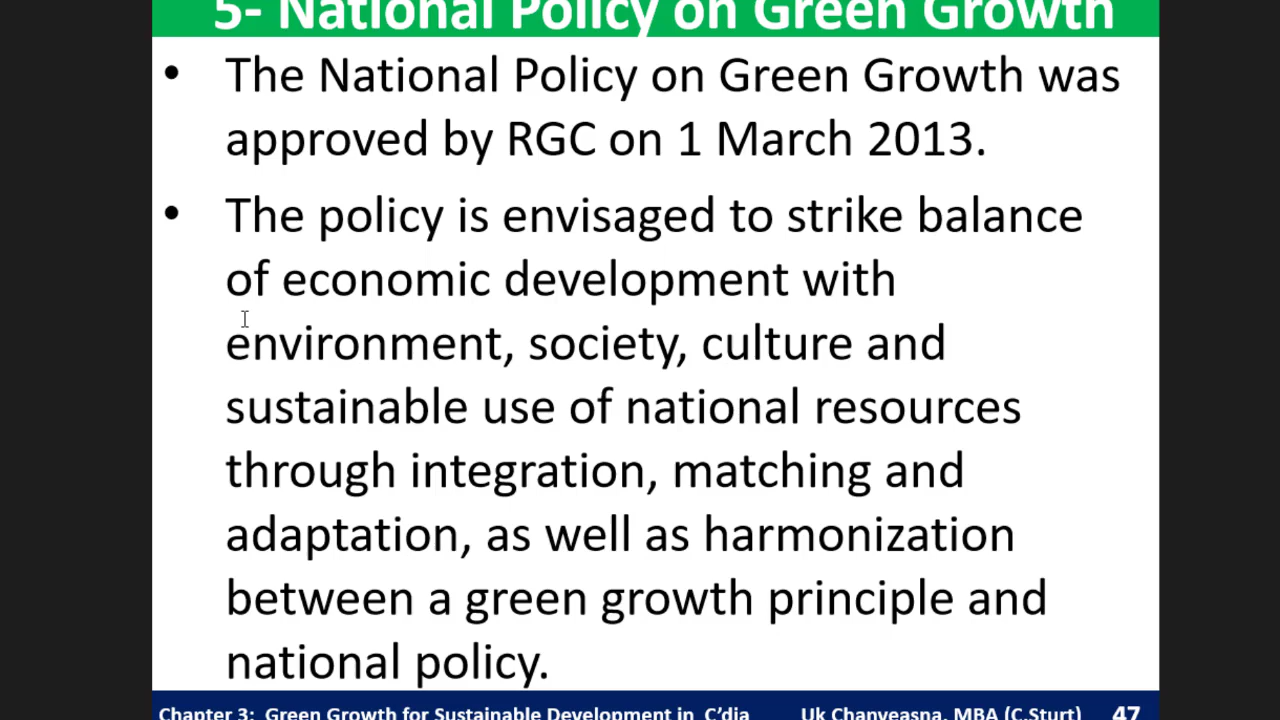 5- National Policy on Green Growth
• The National Policy on Green Growth was
approved by RGC on 1 March 2013.
• The policy is envisaged to strike balance
of economic development with
environment, society, culture and
sustainable use of national resources
through integration, matching and
adaptation, as well as harmonization
between a green growth principle and
national policy.
Chapter 3: Green Growth for Sustainable Development in C'dia Uk Chanveasna, MBA (C.Sturt) 47